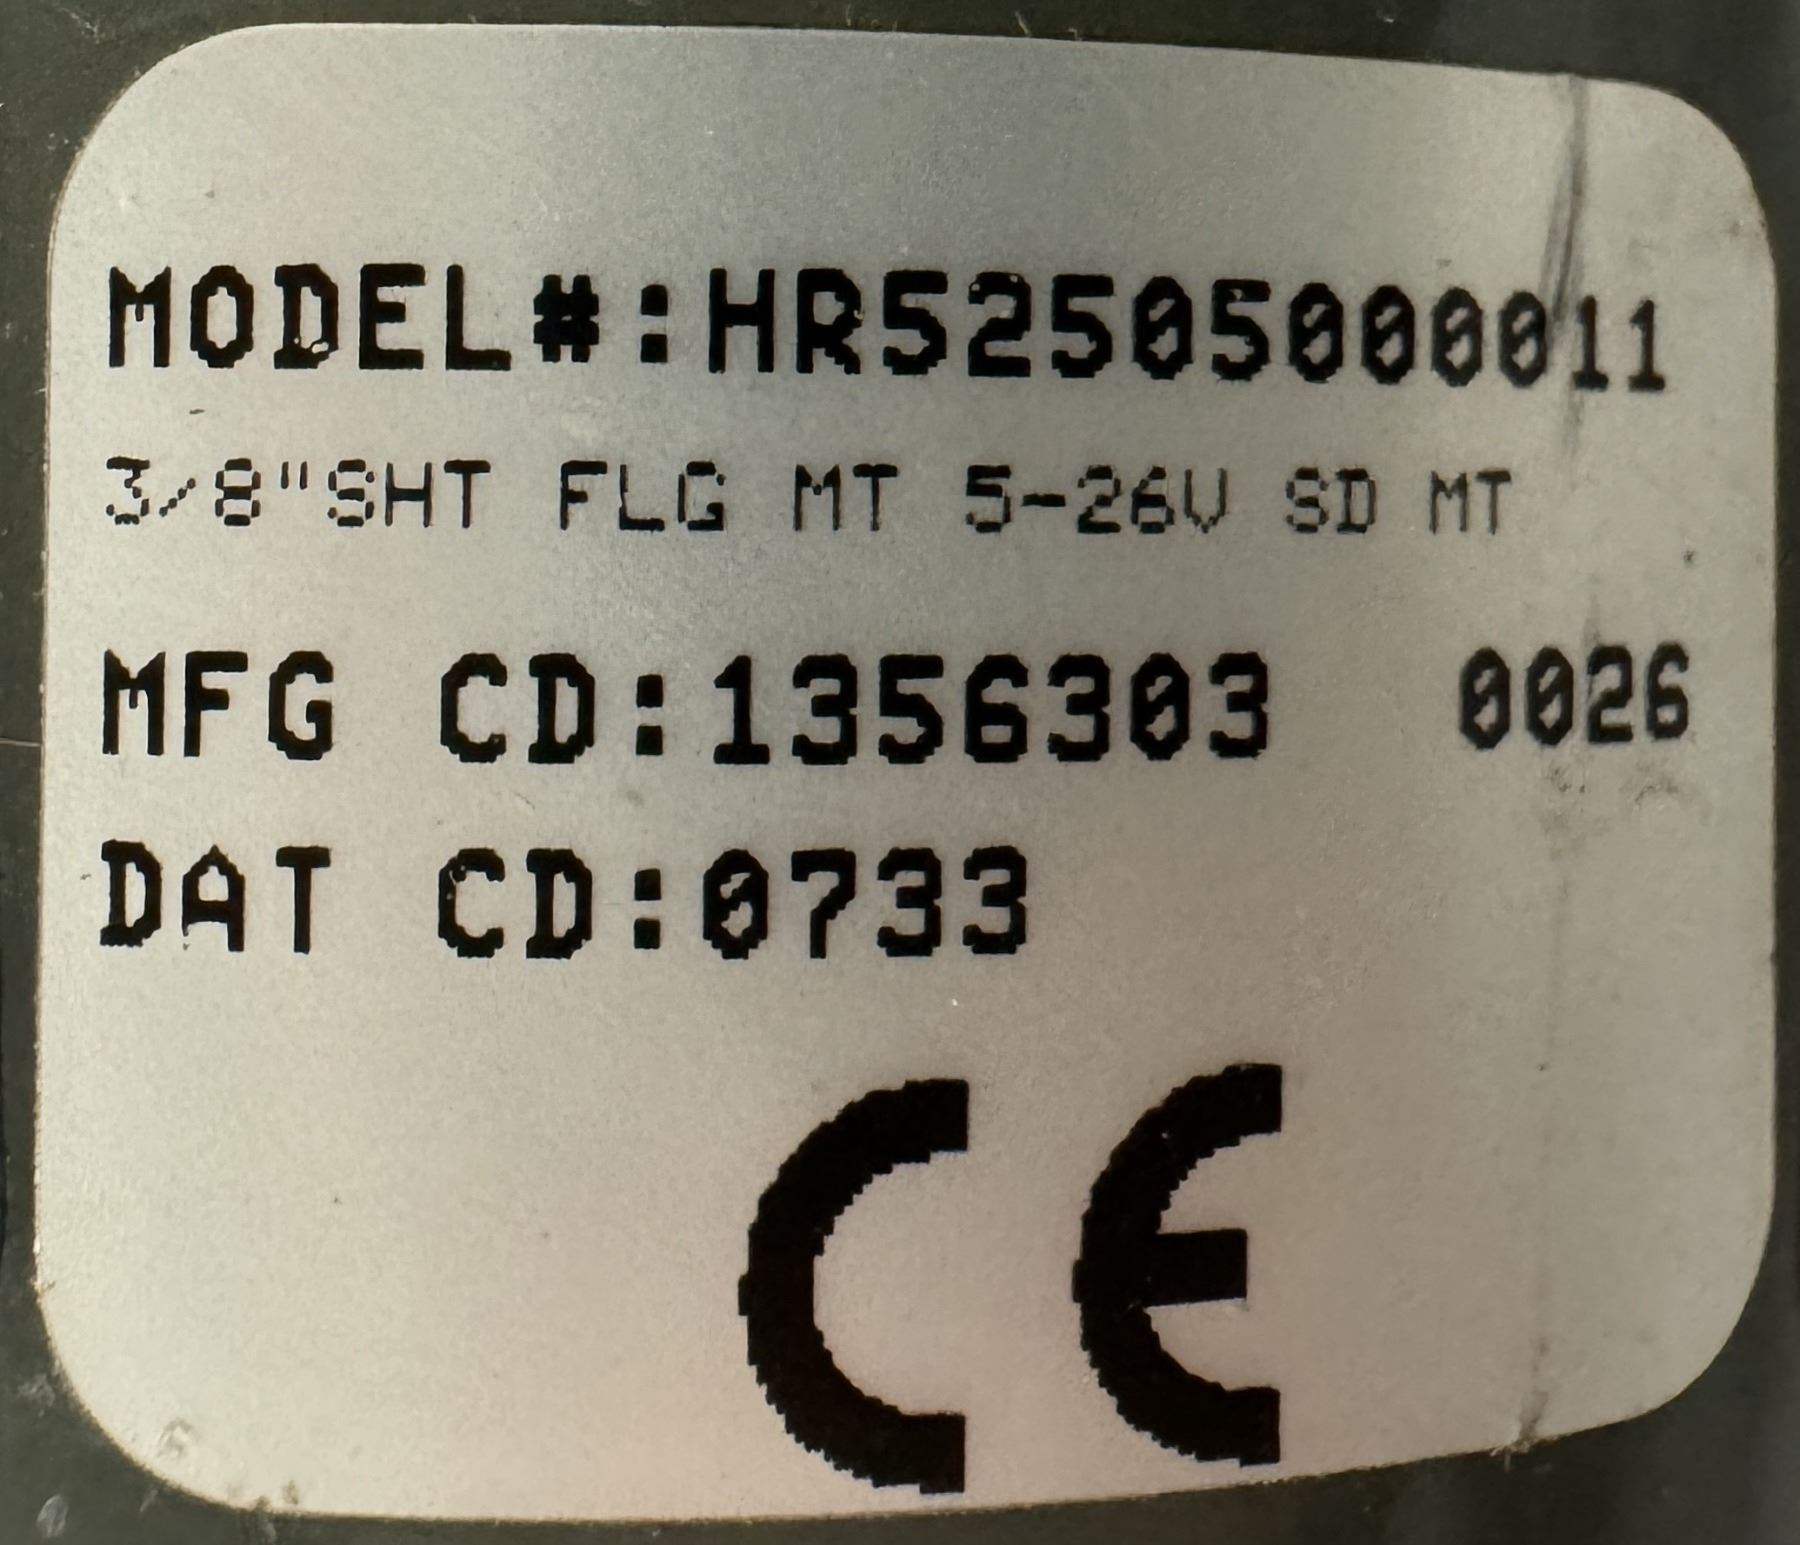 MODEL#:HR52505000011
3/8"SHT FLG MT 5-26V SD MT
MFG CD:1356303 0026
DAT CD:0733
CE